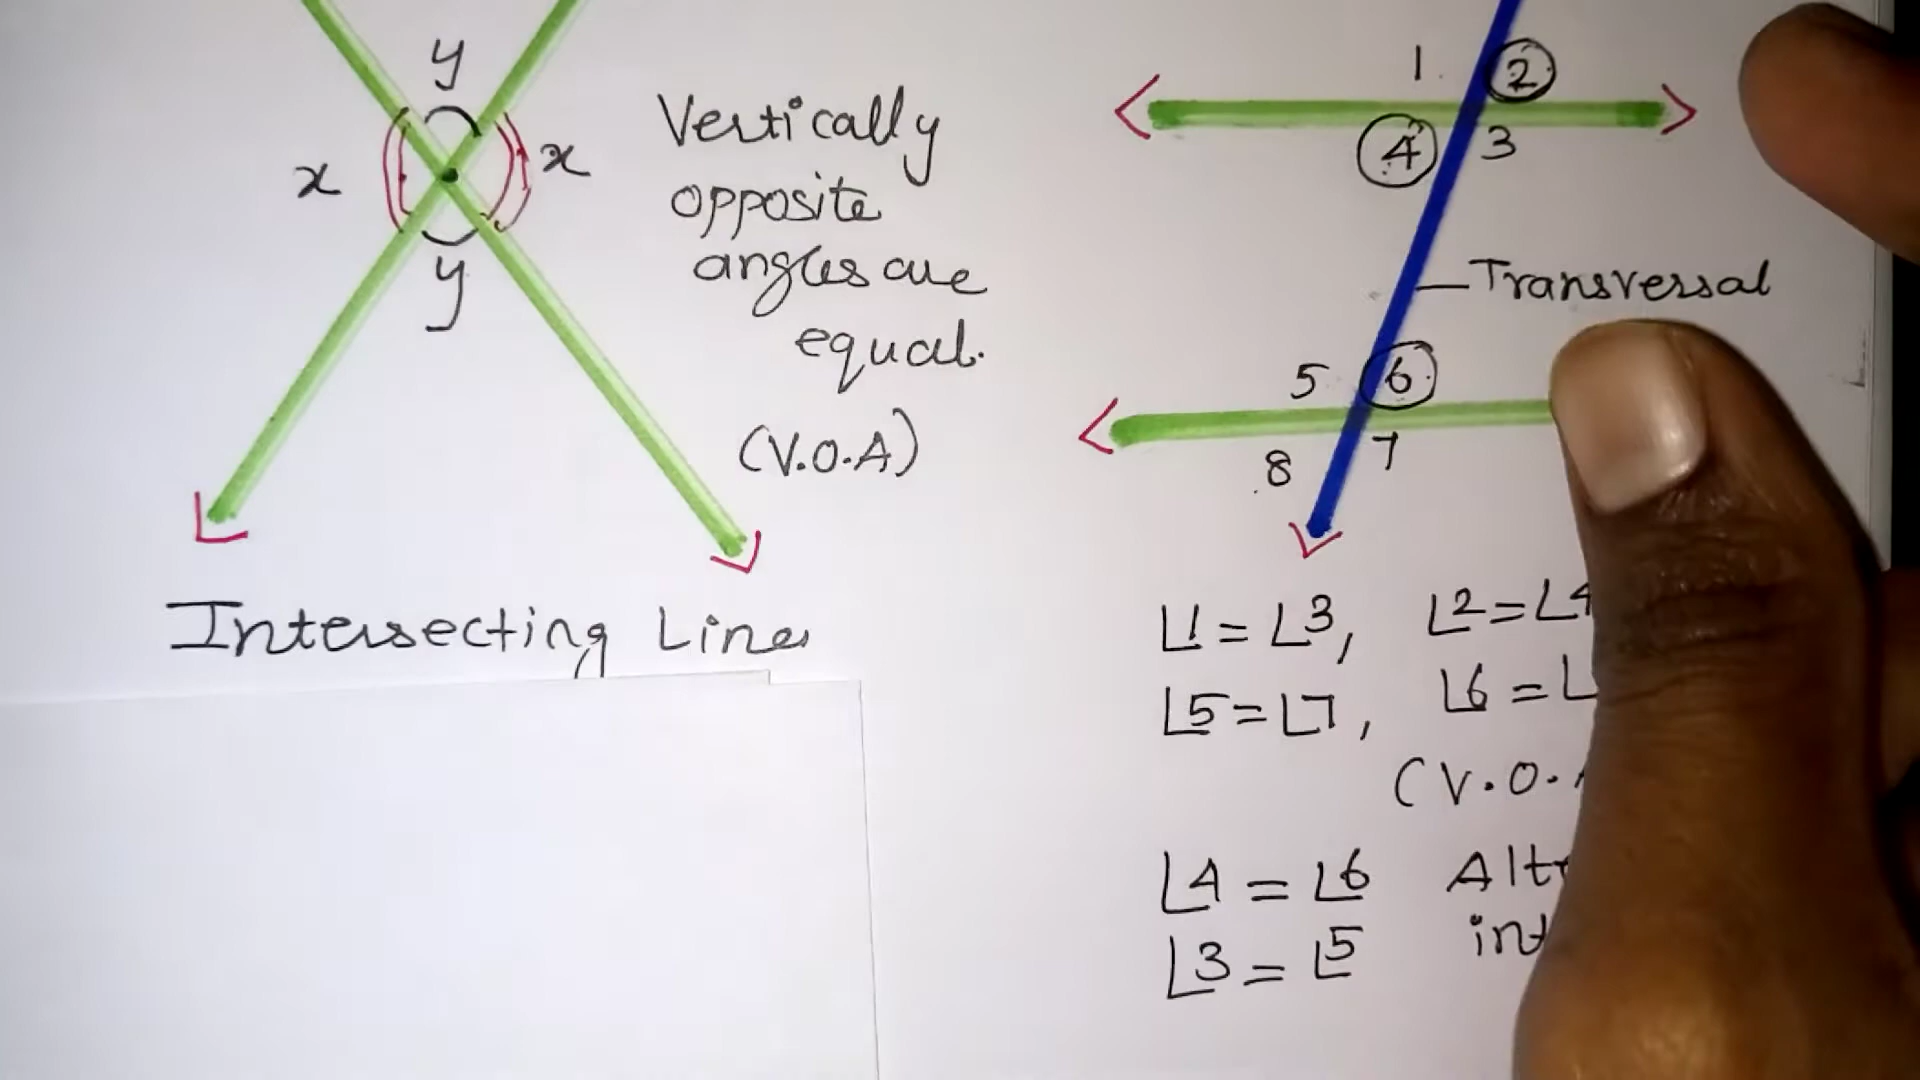 y
x
x
y
Vertically
opposite
angles are
equal.
(V.O.A)
Intersecting Lines
1 2
4 3
Transversal
5 6
8 7
∠1 = ∠3, ∠2 = ∠4
∠5 = ∠7, ∠6 = ∠
(V.O.
∠4 = ∠6
∠3 = ∠5